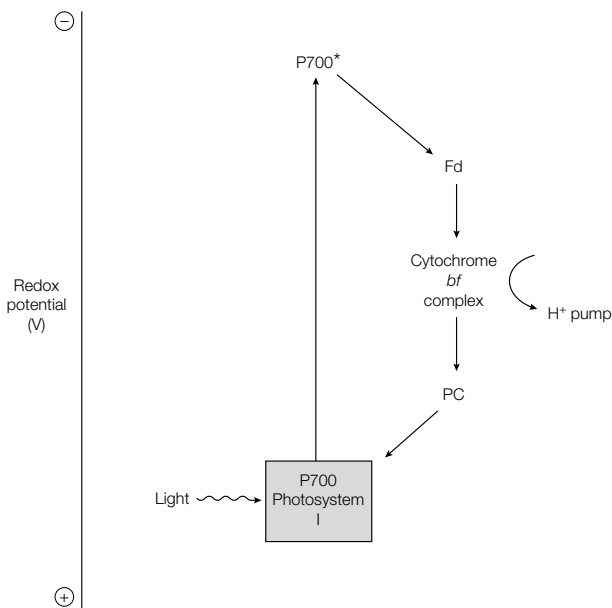 −
P700*
Fd
Cytochrome
bf
complex
H⁺ pump
Redox
potential
(V)
PC
P700
Photosystem
I
Light
+